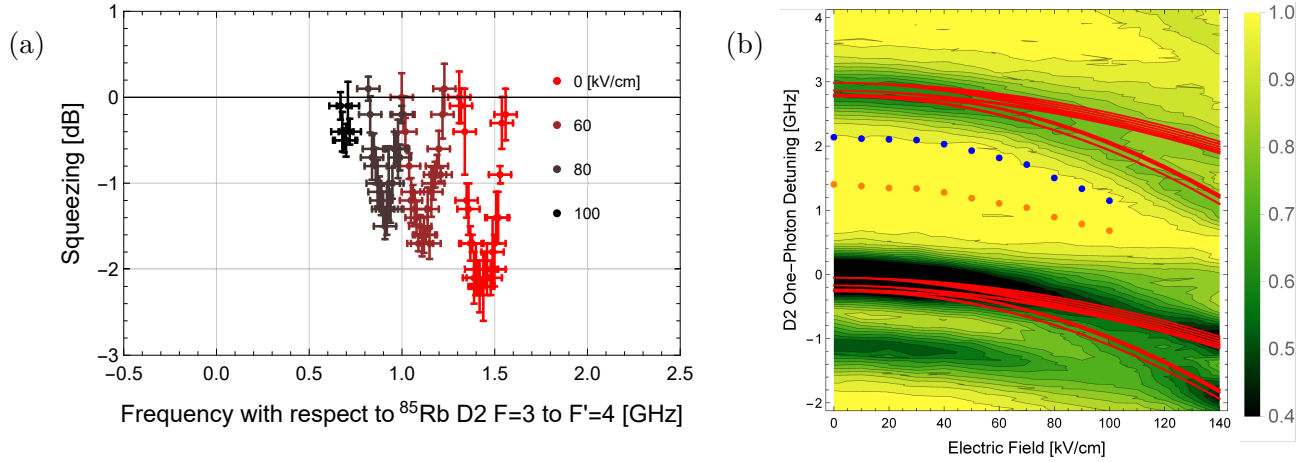 (a)
1
0
−1
−2
−3
Squeezing [dB]
0 [kV/cm]
60
80
100
−0.5 0.0 0.5 1.0 1.5 2.0 2.5
Frequency with respect to ⁸⁵Rb D2 F=3 to F'=4 [GHz]
(b)
4
3
2
1
0
−1
−2
D2 One−Photon Detuning [GHz]
0 20 40 60 80 100 120 140
Electric Field [kV/cm]
1.0
0.9
0.8
0.7
0.6
0.5
0.4